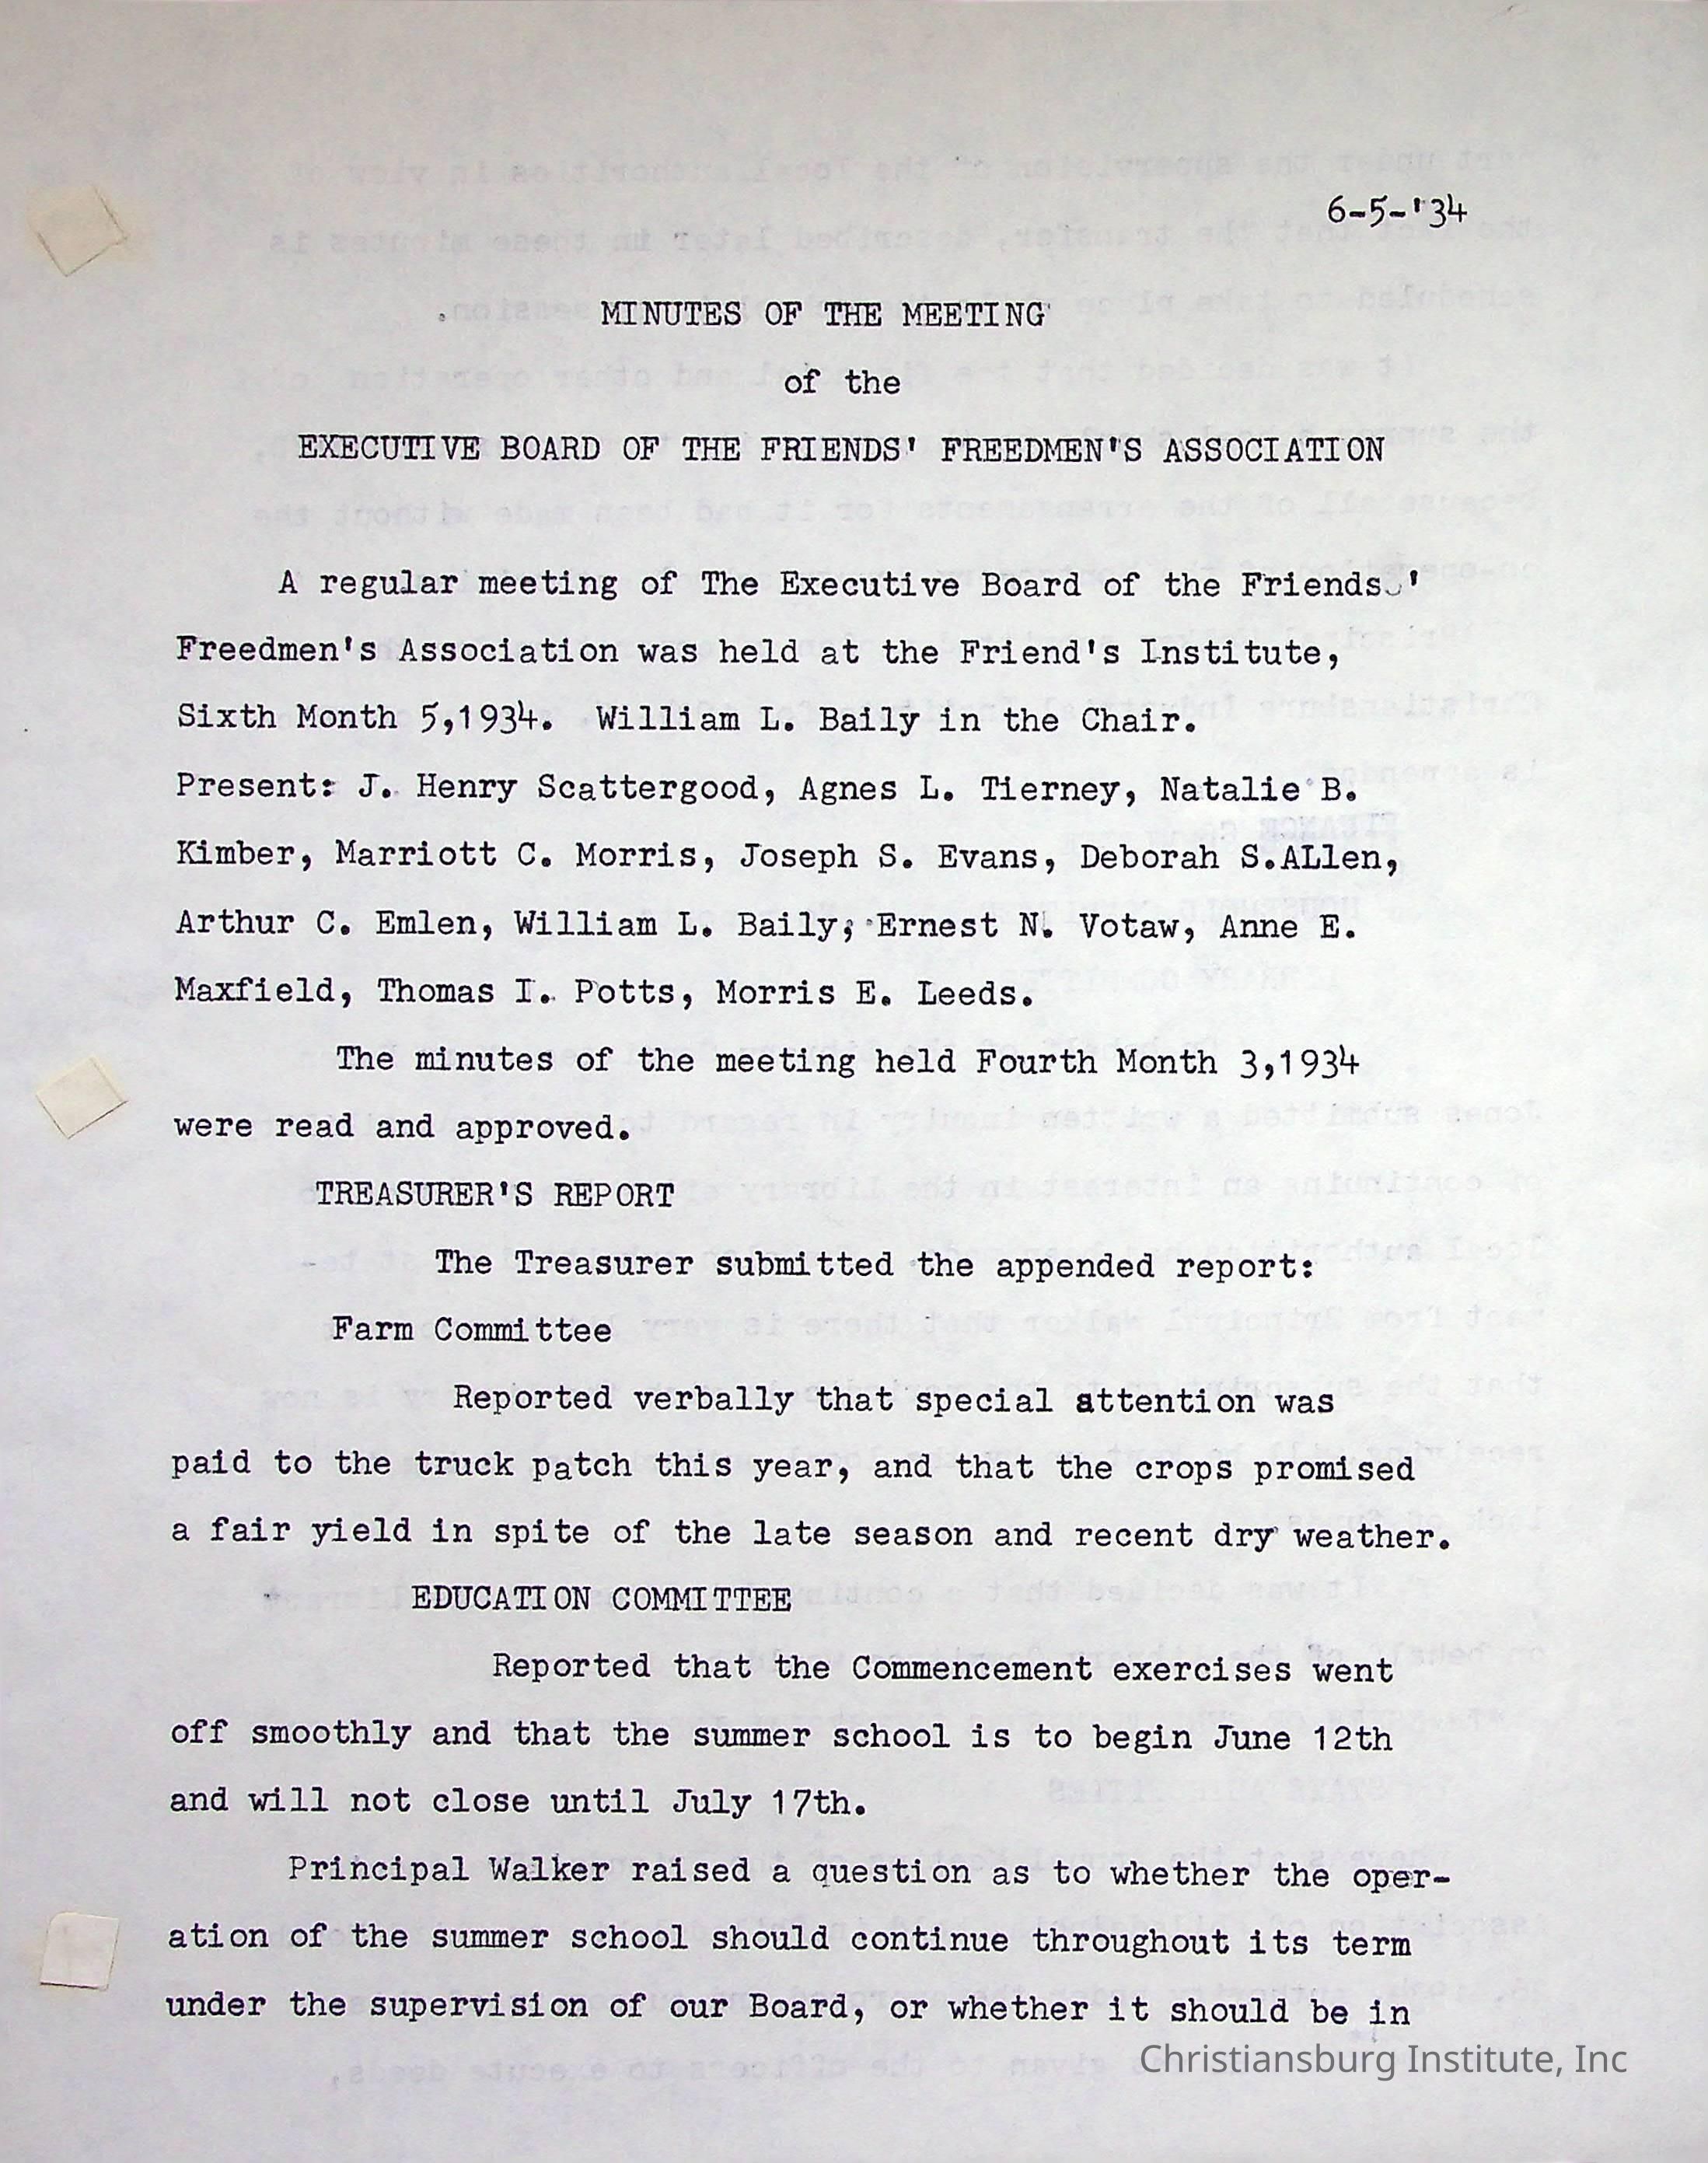 6-5-'34
MINUTES OF THE MEETING
of the
EXECUTIVE BOARD OF THE FRIENDS' FREEDMEN'S ASSOCIATION
A regular meeting of The Executive Board of the Friends.'
Freedmen's Association was held at the Friend's Institute,
Sixth Month 5,1934. William L. Baily in the Chair.
Present: J. Henry Scattergood, Agnes L. Tierney, Natalie B.
Kimber, Marriott C. Morris, Joseph S. Evans, Deborah S.ALlen,
Arthur C. Emlen, William L. Baily, Ernest N. Votaw, Anne E.
Maxfield, Thomas I. Potts, Morris E. Leeds.
The minutes of the meeting held Fourth Month 3,1934
were read and approved.
TREASURER'S REPORT
The Treasurer submitted the appended report:
Farm Committee
Reported verbally that special attention was
paid to the truck patch this year, and that the crops promised
a fair yield in spite of the late season and recent dry weather.
EDUCATION COMMITTEE
Reported that the Commencement exercises went
off smoothly and that the summer school is to begin June 12th
and will not close until July 17th.
Principal Walker raised a question as to whether the oper-
ation of the summer school should continue throughout its term
under the supervision of our Board, or whether it should be in
Christiansburg Institute, Inc